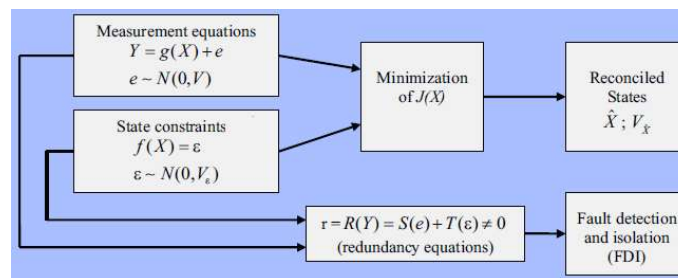 Measurement equations
Y = g(X) + e
e ~ N(0,V)
State constraints
f(X) = ε
ε ~ N(0,V_ε)
Minimization
of J(X)
Reconciled
States
X̂ ; V_X̂
r = R(Y) = S(e) + T(ε) ≠ 0
(redundancy equations)
Fault detection
and isolation
(FDI)